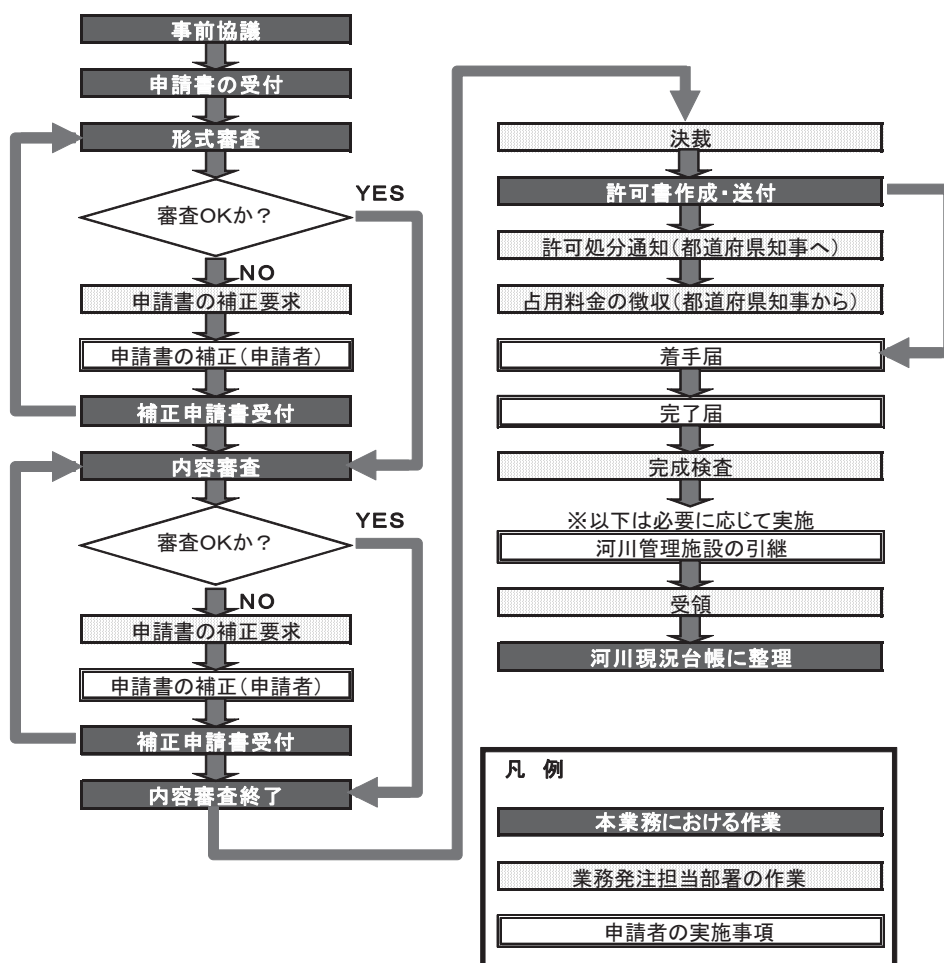 事前協議
申請書の受付
形式審査
審査OKか？
YES
NO
申請書の補正要求
申請書の補正（申請者）
補正申請書受付
内容審査
審査OKか？
YES
NO
申請書の補正要求
申請書の補正（申請者）
補正申請書受付
内容審査終了
決裁
許可書作成・送付
許可処分通知（都道府県知事へ）
占用料金の徴収（都道府県知事から）
着手届
完了届
完成検査
※以下は必要に応じて実施
河川管理施設の引継
受領
河川現況台帳に整理
凡 例
本業務における作業
業務発注担当部署の作業
申請者の実施事項